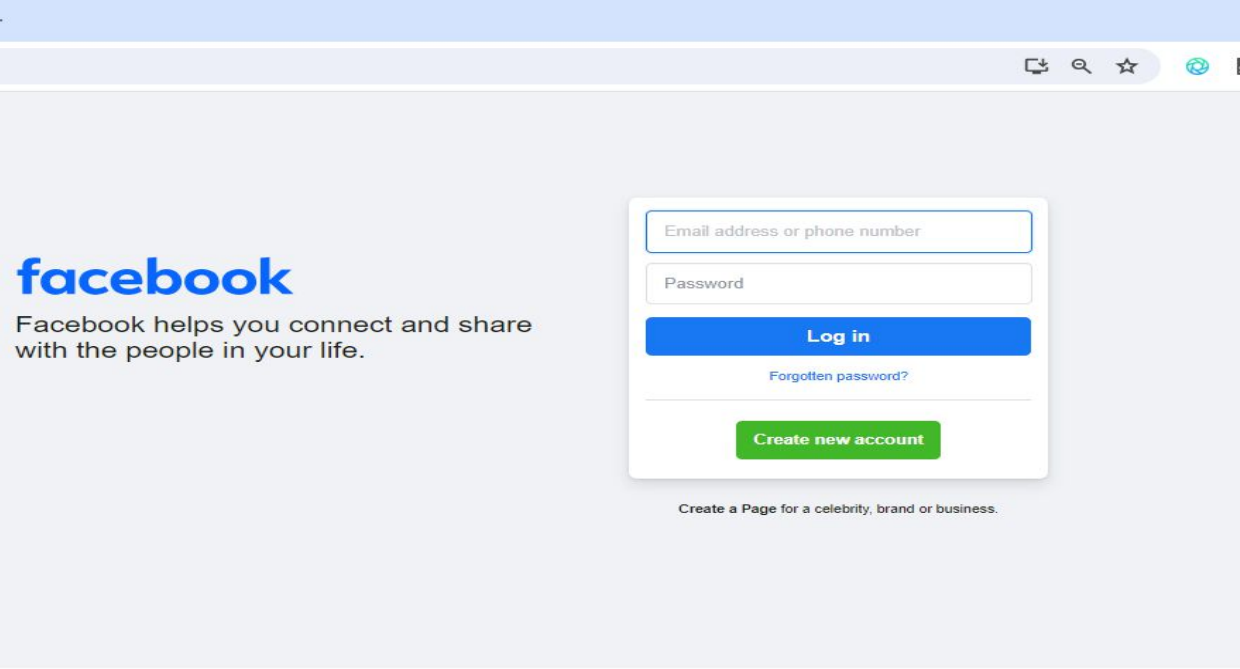 facebook
Facebook helps you connect and share
with the people in your life.
Email address or phone number
Password
Log in
Forgotten password?
Create new account
Create a Page for a celebrity, brand or business.